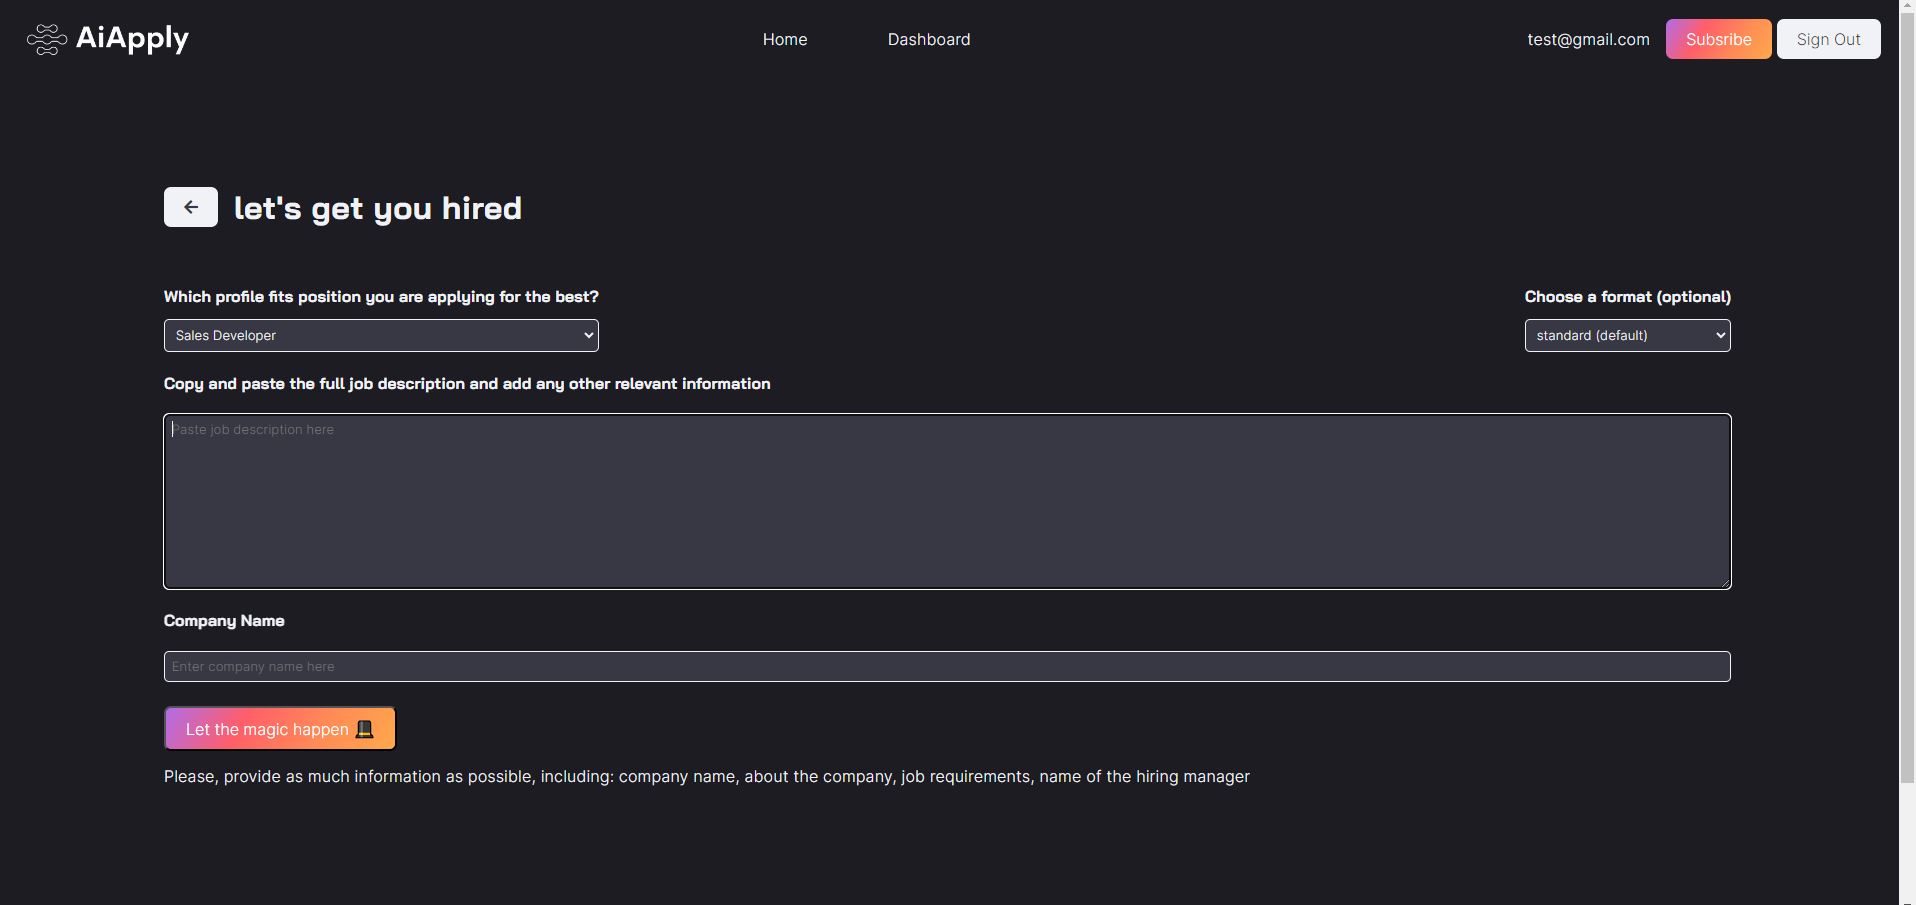 AiApply
Home
Dashboard
test@gmail.com
Subsribe
Sign Out
let's get you hired
Which profile fits position you are applying for the best?
Choose a format (optional)
Sales Developer
standard (default)
Copy and paste the full job description and add any other relevant information
Paste job description here
Company Name
Enter company name here
Let the magic happen
Please, provide as much information as possible, including: company name, about the company, job requirements, name of the hiring manager